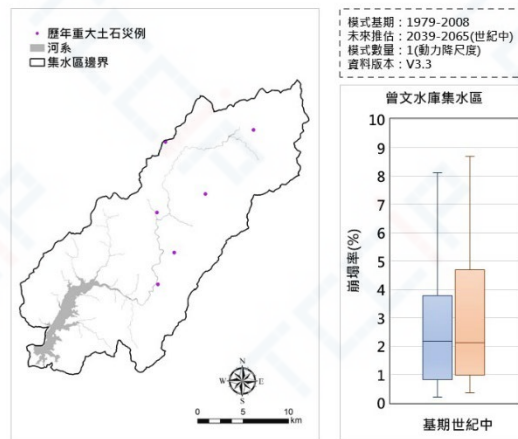 歷年重大土石災例
河系
集水區邊界
N
W
E
S
0
5
10
km
模式基期：1979-2008
未來推估：2039-2065(世紀中)
模式數量：1(動力降尺度)
資料版本：V3.3
曾文水庫集水區
崩塌率(%)
10
9
8
7
6
5
4
3
2
1
0
基期世紀中